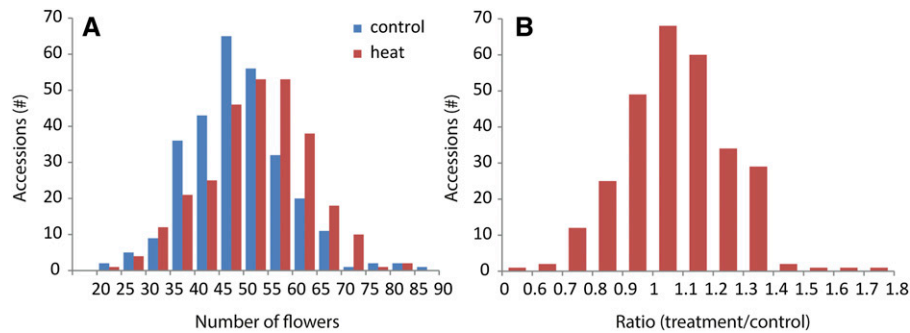 A
control
heat
Accessions (#)
70
60
50
40
30
20
10
0
20 25 30 35 40 45 50 55 60 65 70 75 80 85 90
Number of flowers
B
Accessions (#)
70
60
50
40
30
20
10
0
0 0.6 0.7 0.8 0.9 1 1.1 1.2 1.3 1.4 1.5 1.6 1.7 1.8
Ratio (treatment/control)